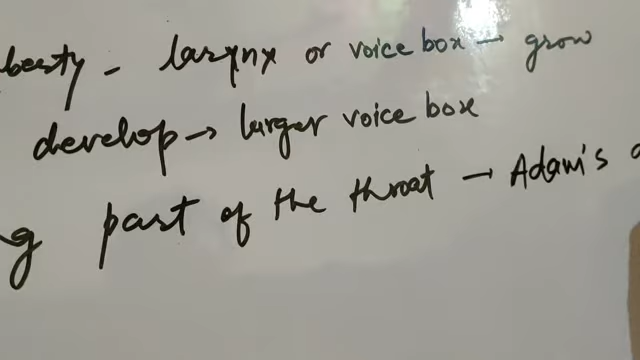 berty - larynx or voice box → grow
develop → larger voice box
g part of the throat → Adam's a